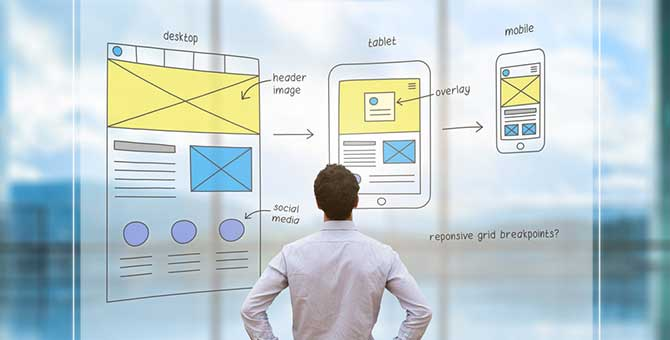 desktop
tablet
mobile
header
image
overlay
social
media
reponsive grid breakpoints?